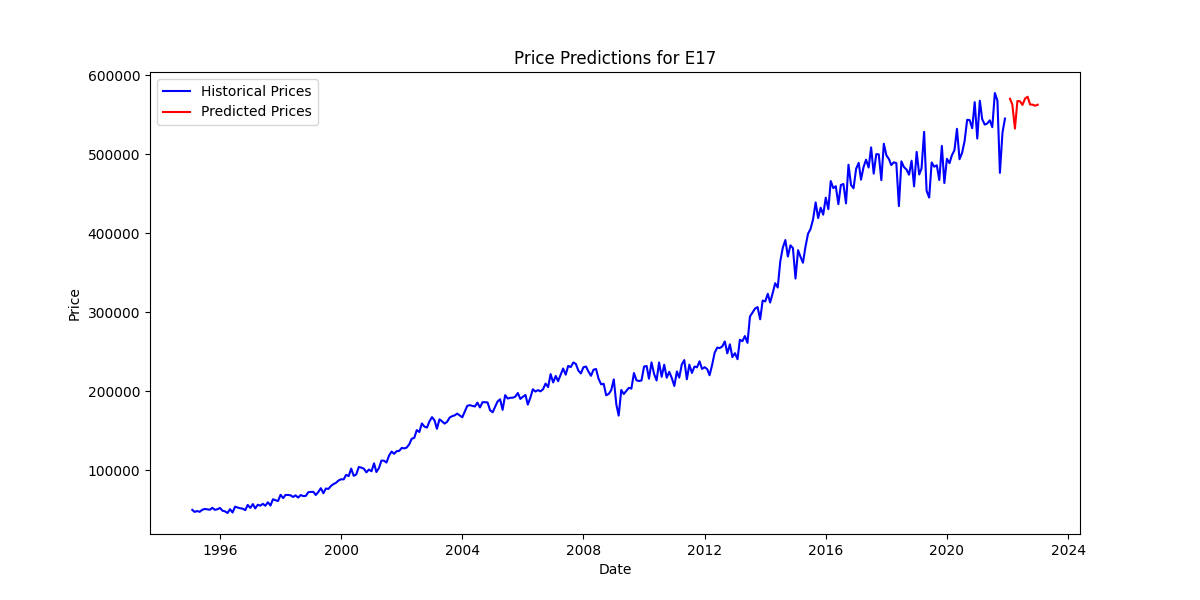 Price Predictions for E17
600000
500000
400000
300000
200000
100000
Price
Historical Prices
Predicted Prices
1996 2000 2004 2008 2012 2016 2020 2024
Date